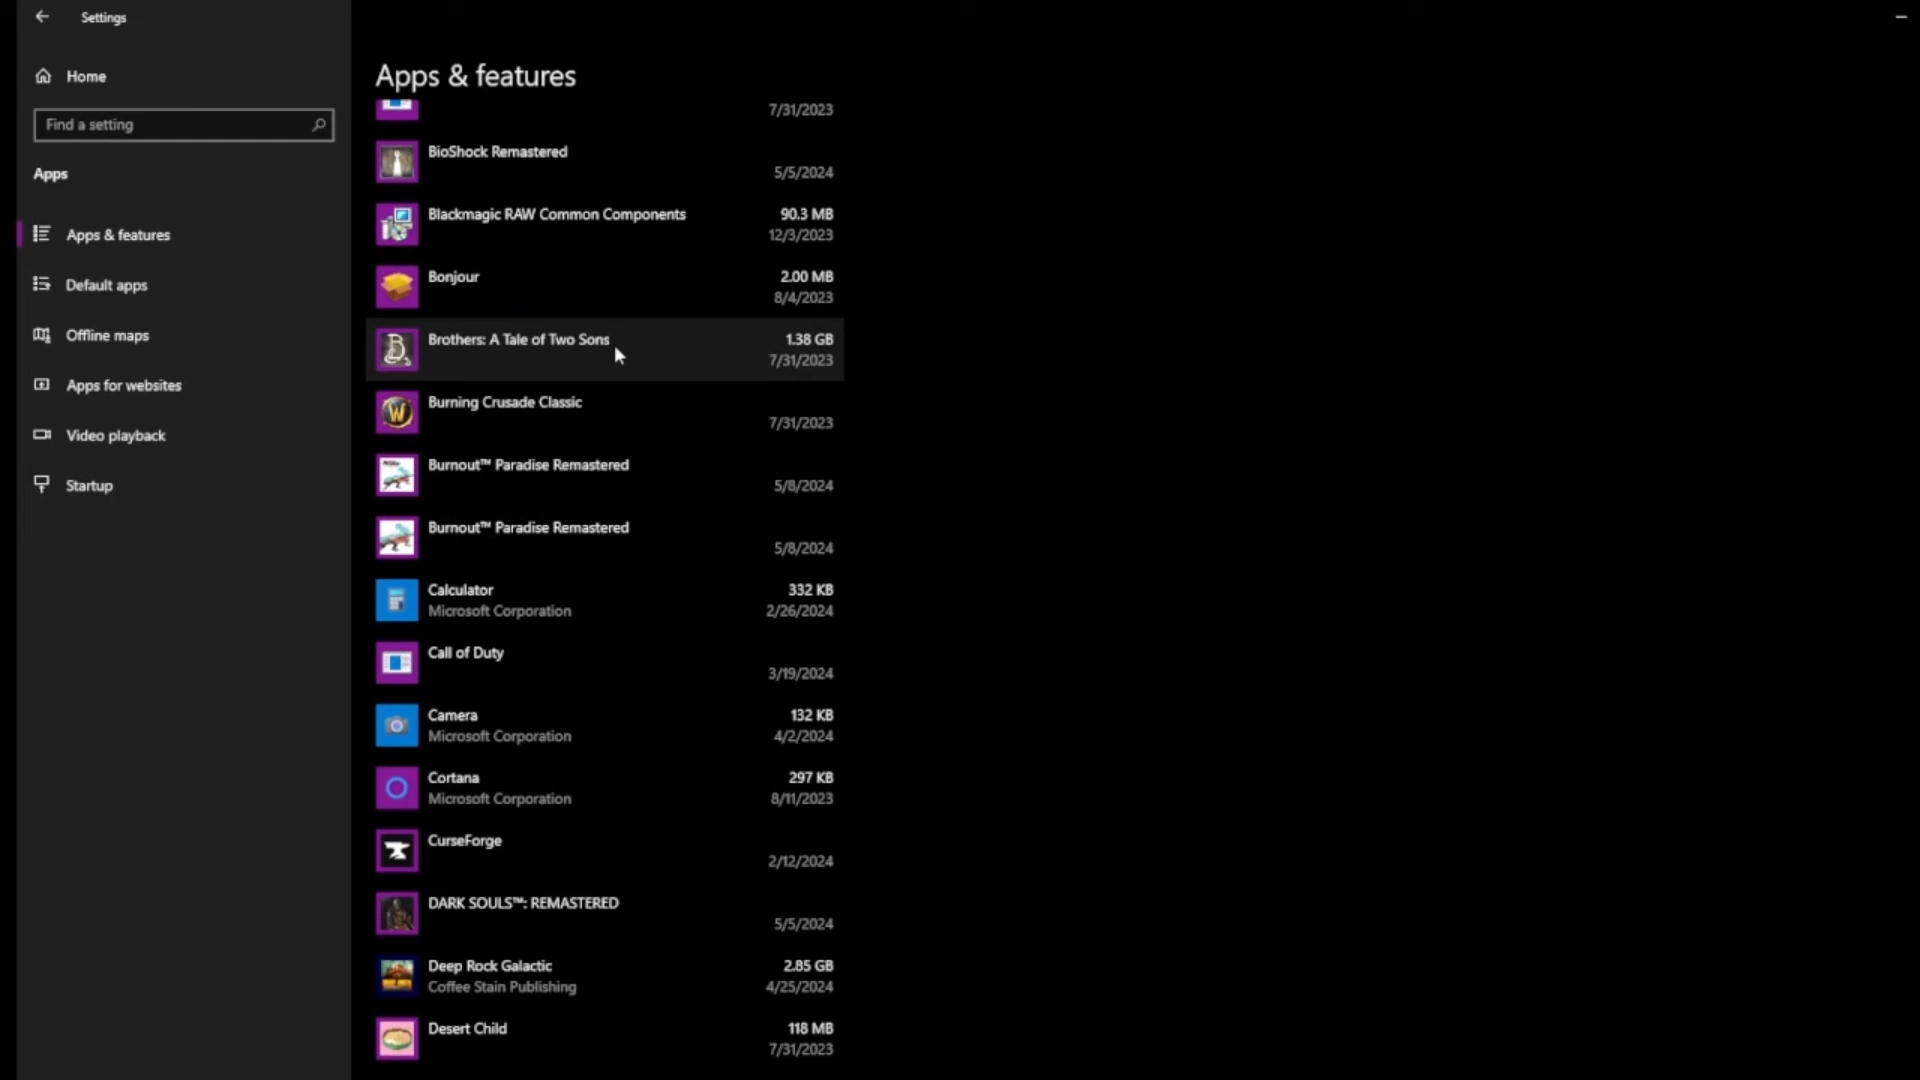 Settings
Home
Find a setting
Apps
Apps & features
Default apps
Offline maps
Apps for websites
Video playback
Startup
Apps & features
7/31/2023
BioShock Remastered
5/5/2024
Blackmagic RAW Common Components 90.3 MB
12/3/2023
Bonjour 2.00 MB
8/4/2023
Brothers: A Tale of Two Sons 1.38 GB
7/31/2023
Burning Crusade Classic
7/31/2023
Burnout™ Paradise Remastered
5/8/2024
Burnout™ Paradise Remastered
5/8/2024
Calculator 332 KB
Microsoft Corporation 2/26/2024
Call of Duty
3/19/2024
Camera 132 KB
Microsoft Corporation 4/2/2024
Cortana 297 KB
Microsoft Corporation 8/11/2023
CurseForge
2/12/2024
DARK SOULS™: REMASTERED
5/5/2024
Deep Rock Galactic 2.85 GB
Coffee Stain Publishing 4/25/2024
Desert Child 118 MB
7/31/2023